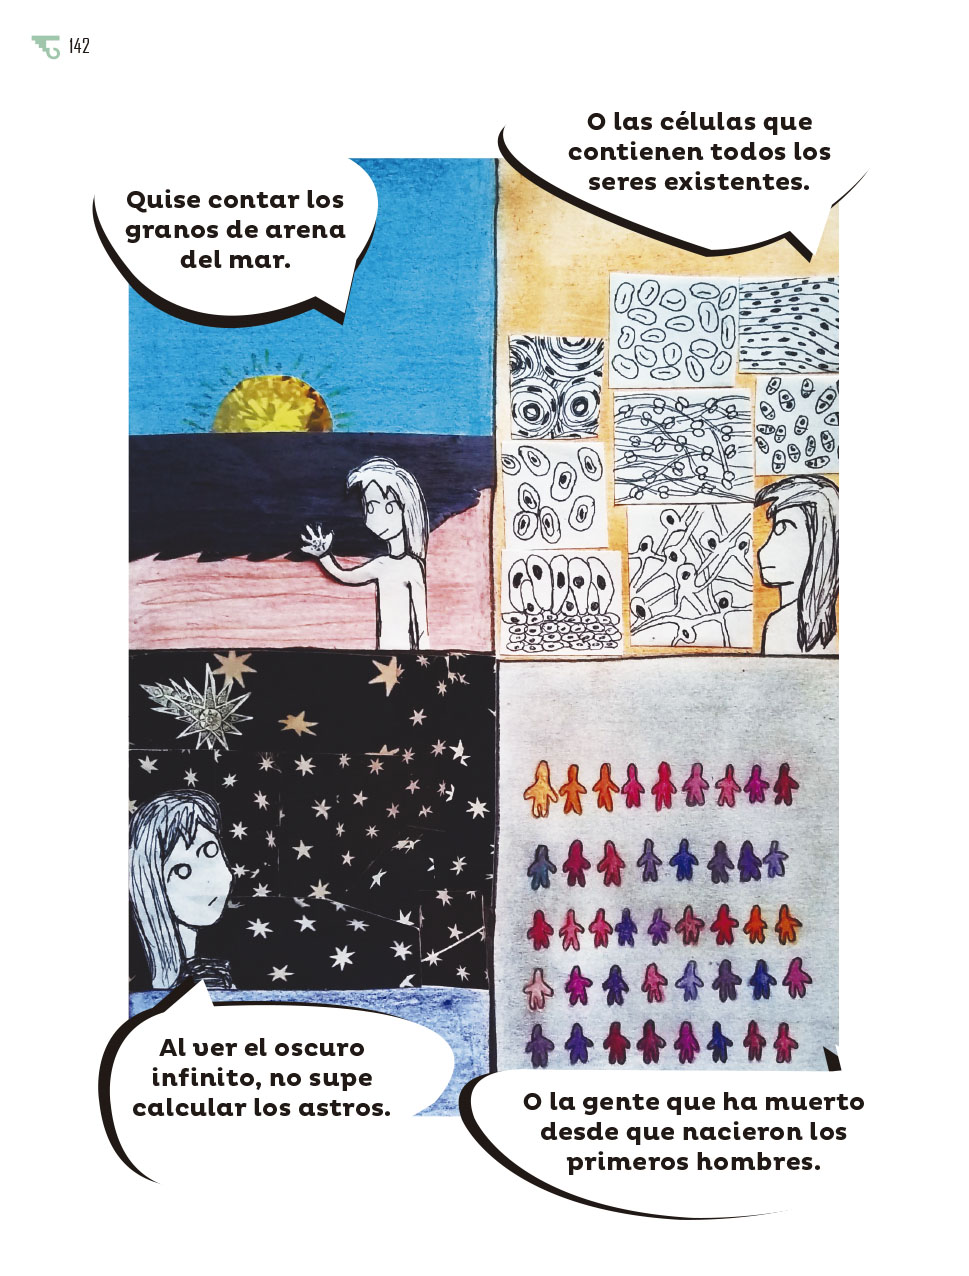 142
Quise contar los
granos de arena
del mar.
O las células que
contienen todos los
seres existentes.
Al ver el oscuro
infinito, no supe
calcular los astros.
O la gente que ha muerto
desde que nacieron los
primeros hombres.